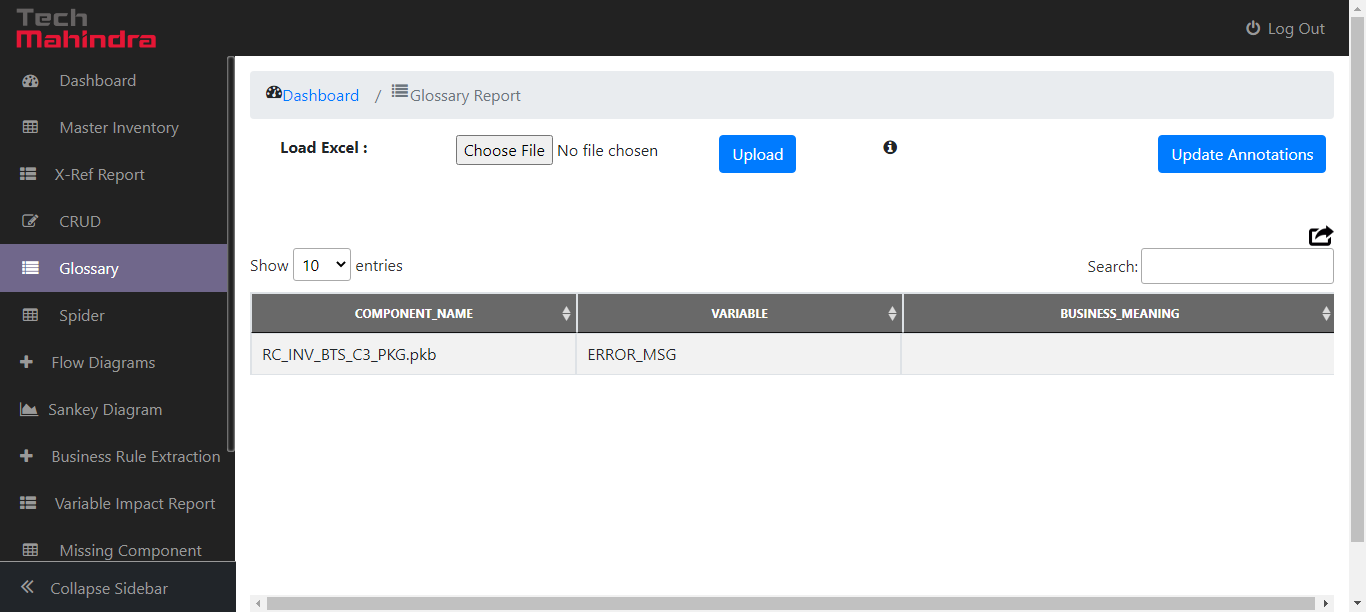 Tech
Mahindra
Log Out
Dashboard
Master Inventory
X-Ref Report
CRUD
Glossary
Spider
Flow Diagrams
Sankey Diagram
Business Rule Extraction
Variable Impact Report
Missing Component
Collapse Sidebar
Dashboard / Glossary Report
Load Excel : Choose File No file chosen Upload Update Annotations
Show 10 entries Search:
COMPONENT_NAME VARIABLE BUSINESS_MEANING
RC_INV_BTS_C3_PKG.pkb ERROR_MSG